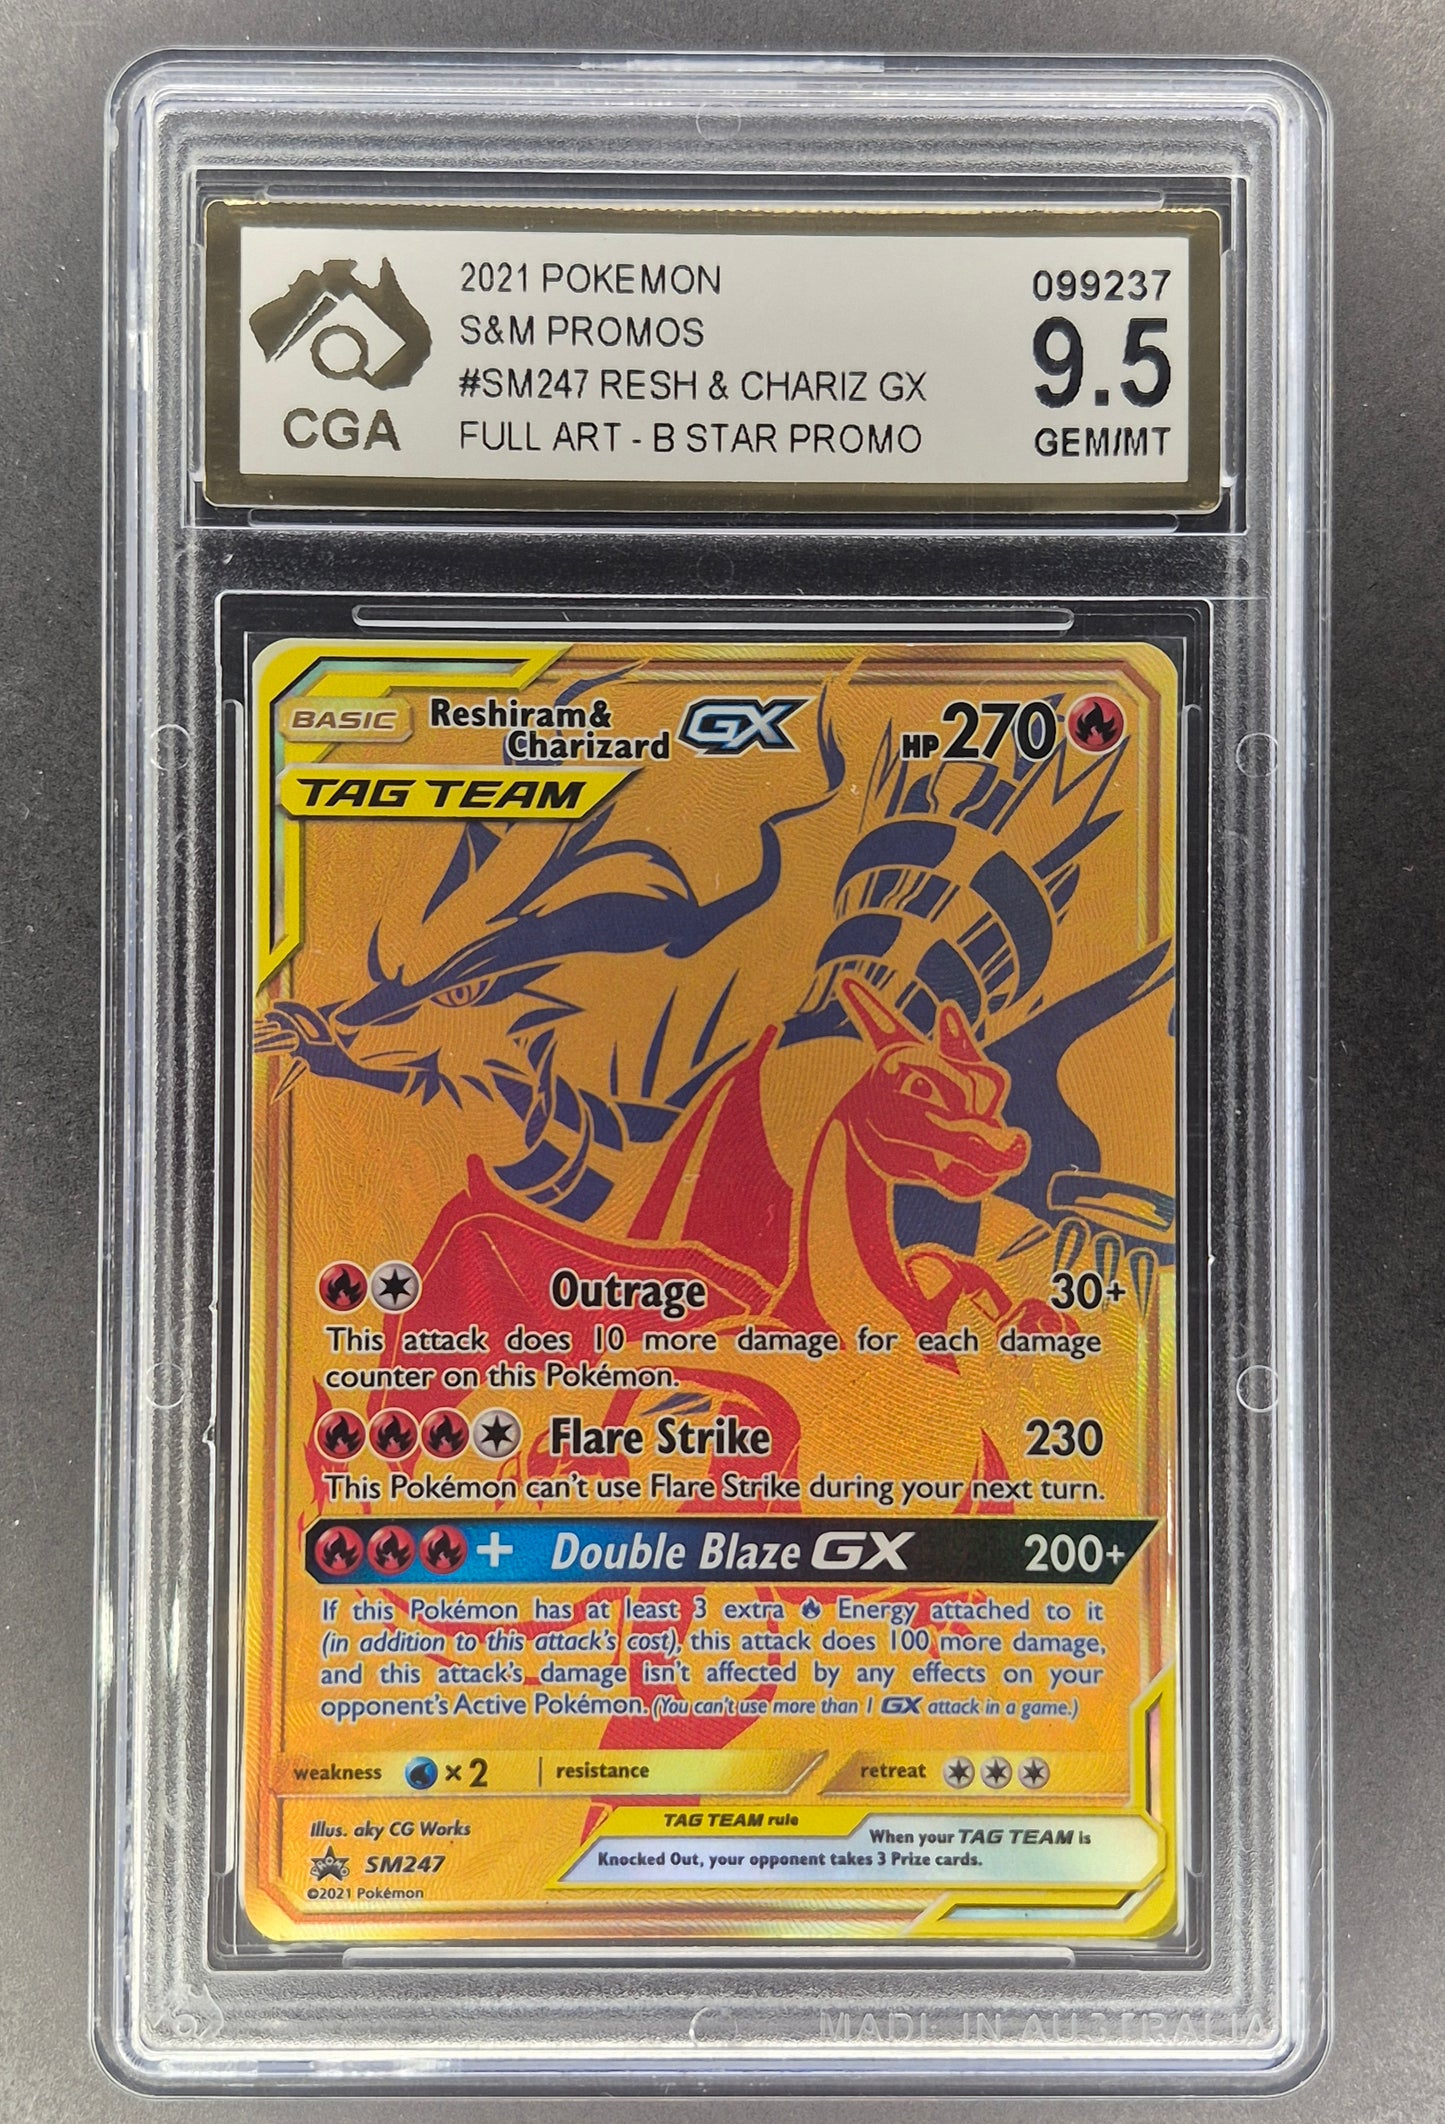 CGA
2021 POKEMON
S&M PROMOS
#SM247 RESH & CHARIZ GX
FULL ART - B STAR PROMO
099237
9.5
GEM/MT
BASIC
Reshiram&
Charizard GX
HP 270
TAG TEAM
Outrage 30+
This attack does 10 more damage for each damage
counter on this Pokémon.
Flare Strike 230
This Pokémon can't use Flare Strike during your next turn.
+ Double Blaze GX 200+
If this Pokémon has at least 3 extra Energy attached to it
(in addition to this attack's cost), this attack does 100 more damage,
and this attack's damage isn't affected by any effects on your
opponent's Active Pokémon. (You can't use more than 1 GX attack in a game.)
weakness × 2 resistance retreat
Illus. aky CG Works
SM247
©2021 Pokémon
TAG TEAM rule
When your TAG TEAM is
Knocked Out, your opponent takes 3 Prize cards.
MADE IN AUSTRALIA